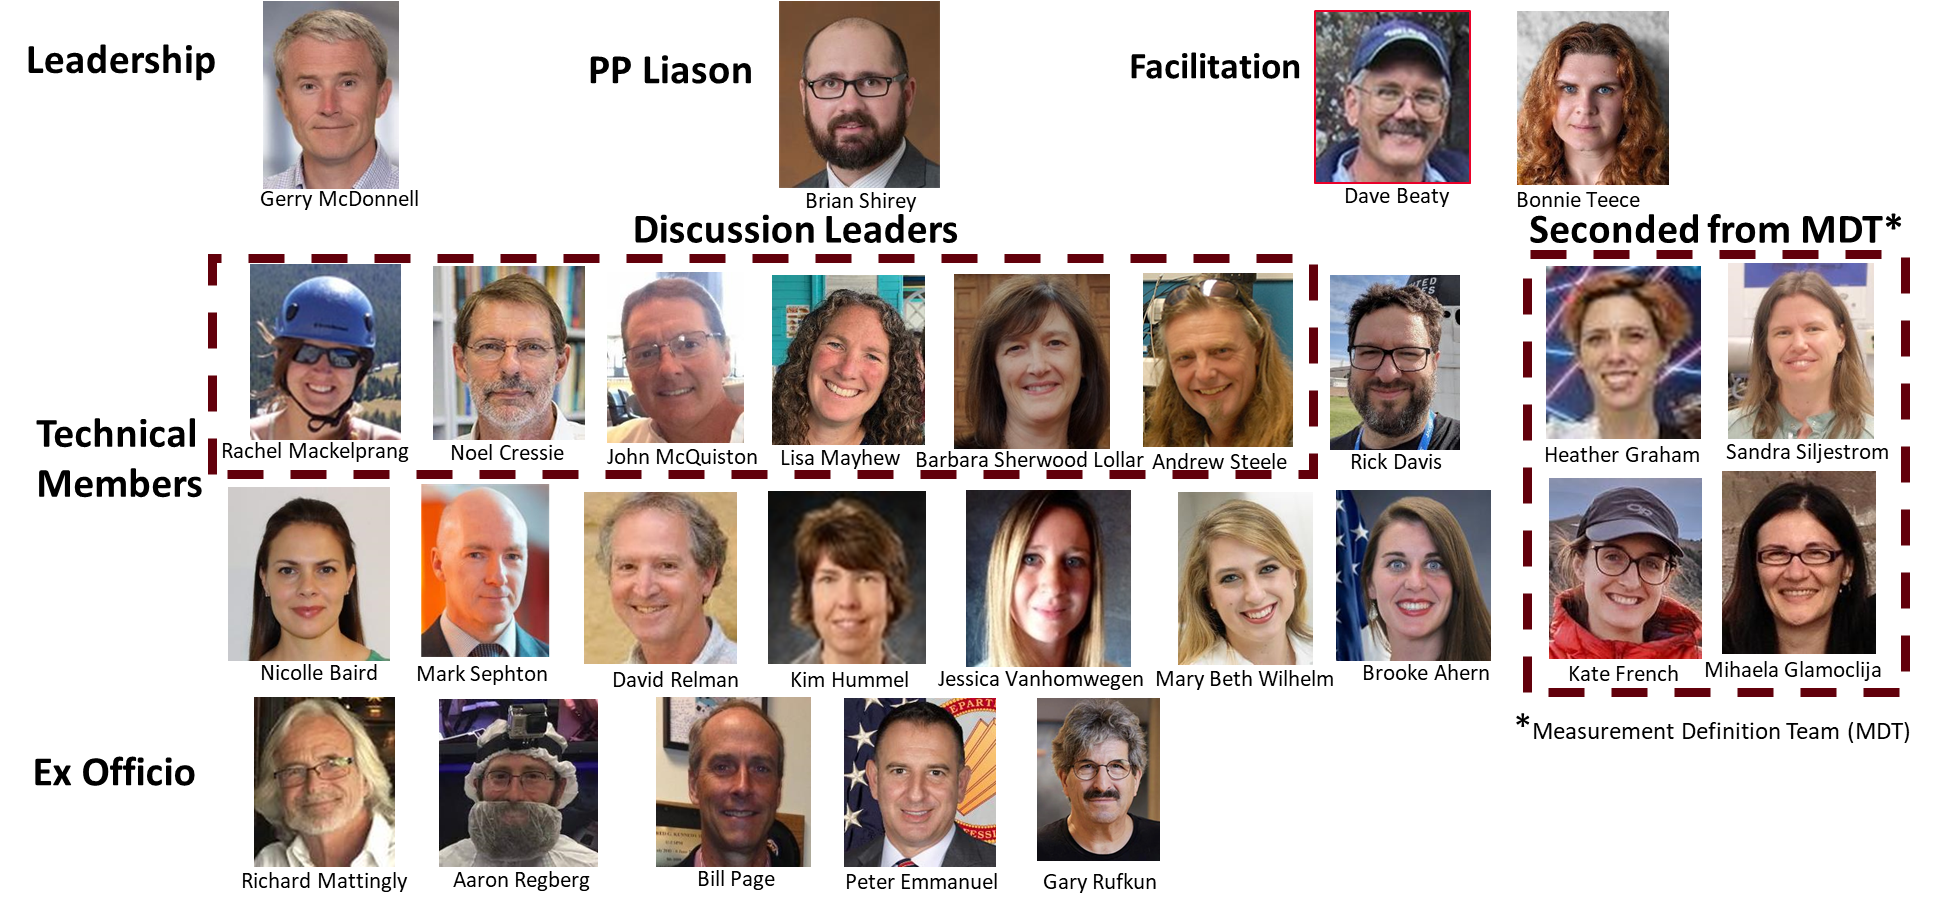 Leadership
PP Liason
Facilitation
Gerry McDonnell
Brian Shirey
Dave Beaty
Bonnie Teece
Discussion Leaders
Seconded from MDT*
Technical
Members
Rachel Mackelprang
Noel Cressie
John McQuiston
Lisa Mayhew
Barbara Sherwood Lollar
Andrew Steele
Rick Davis
Heather Graham
Sandra Siljestrom
Nicolle Baird
Mark Sephton
David Relman
Kim Hummel
Jessica Vanhomwegen
Mary Beth Wilhelm
Brooke Ahern
Kate French
Mihaela Glamoclija
*Measurement Definition Team (MDT)
Ex Officio
Richard Mattingly
Aaron Regberg
Bill Page
Peter Emmanuel
Gary Rufkun